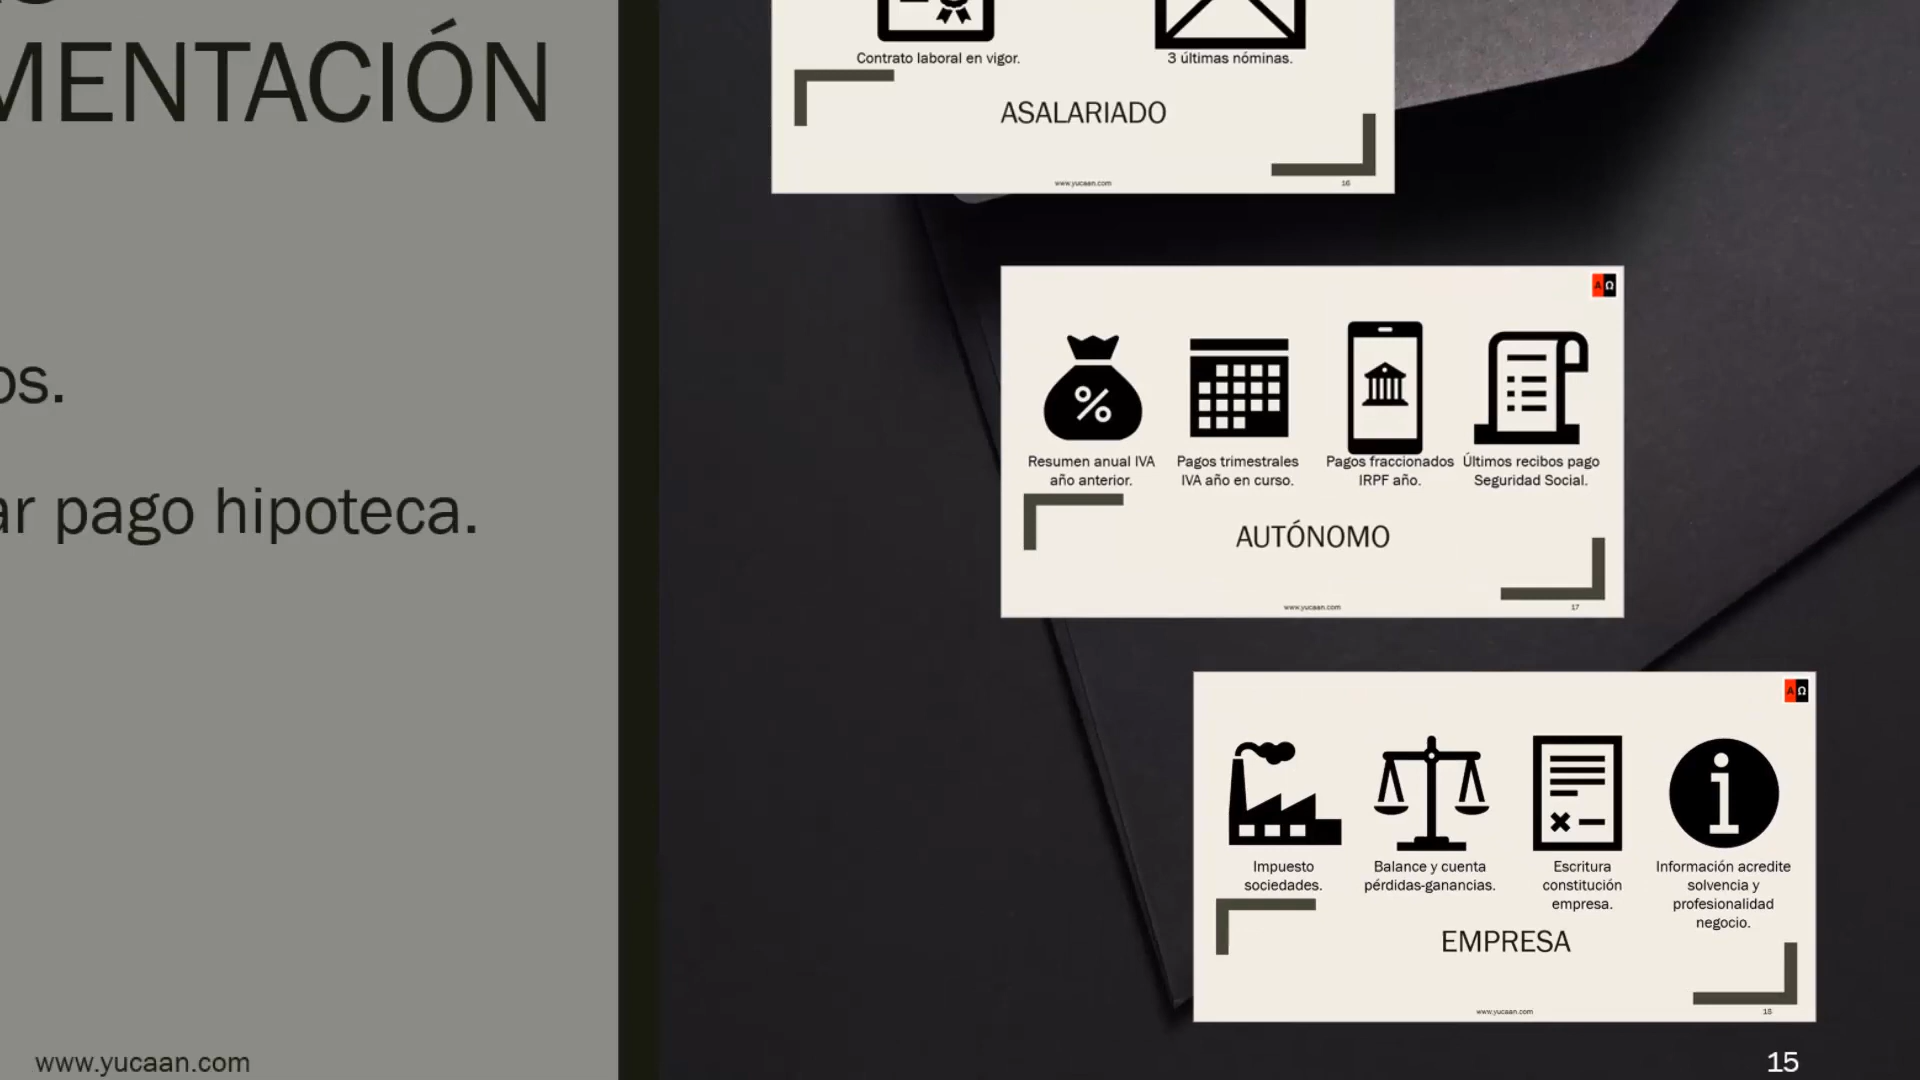 MENTACIÓN
os.
ar pago hipoteca.
www.yucaan.com
Contrato laboral en vigor.
3 últimas nóminas.
ASALARIADO
www.yucaan.com
16
AΩ
Resumen anual IVA
año anterior.
Pagos trimestrales
IVA año en curso.
Pagos fraccionados
IRPF año.
Últimos recibos pago
Seguridad Social.
AUTÓNOMO
www.yucaan.com
17
AΩ
Impuesto
sociedades.
Balance y cuenta
pérdidas-ganancias.
Escritura
constitución
empresa.
Información acredite
solvencia y
profesionalidad
negocio.
EMPRESA
www.yucaan.com
15